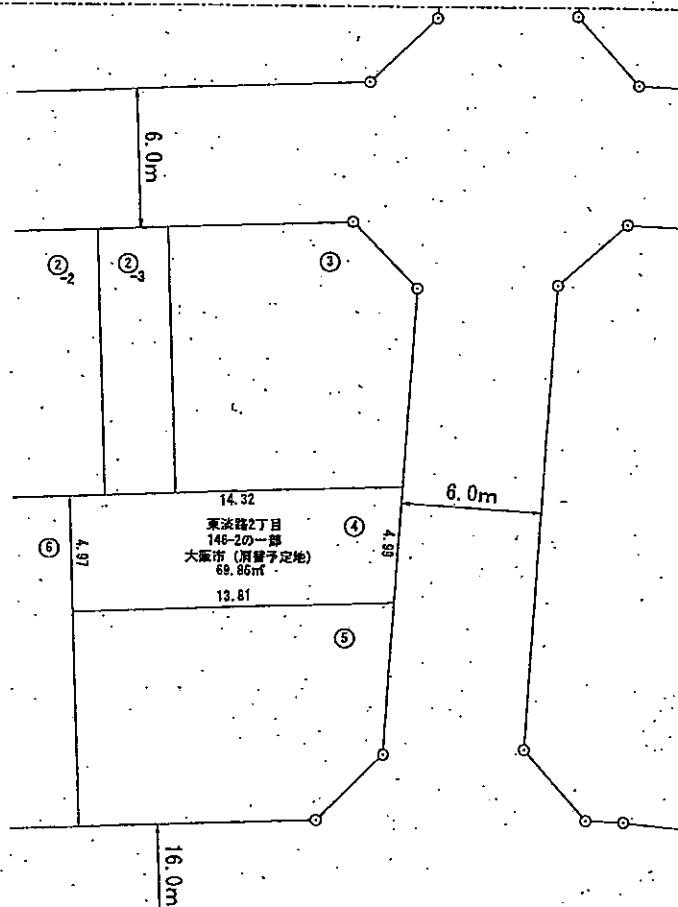 6.0m
②-2
②-3
③
14.32
6.0m
東淡路2丁目
146-2の一部
大阪市（用替予定地）
69.86㎡
④
4.99
⑥
4.97
13.81
⑤
16.0m